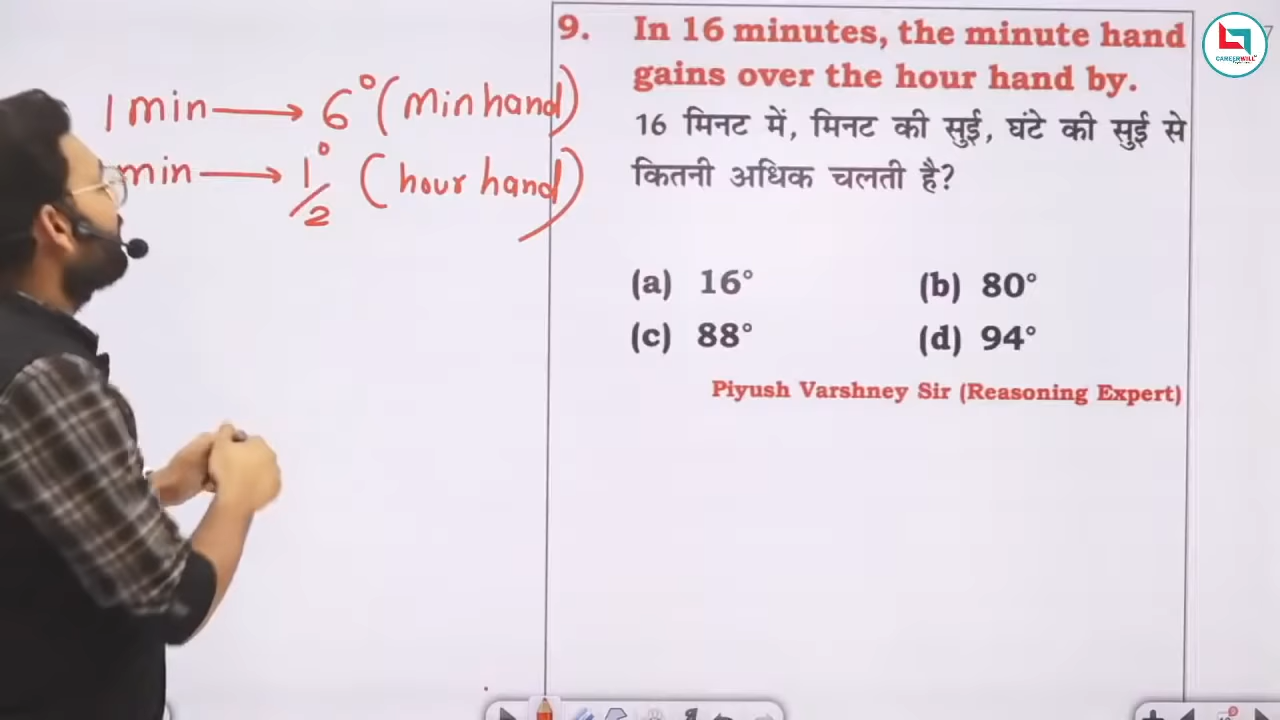 1 min → 6° (min hand)
min → 1/2° (hour hand)
9. In 16 minutes, the minute hand
gains over the hour hand by.
16 मिनट में, मिनट की सुई, घंटे की सुई से
कितनी अधिक चलती है?
(a) 16° (b) 80°
(c) 88° (d) 94°
Piyush Varshney Sir (Reasoning Expert)
CAREERWILL
7